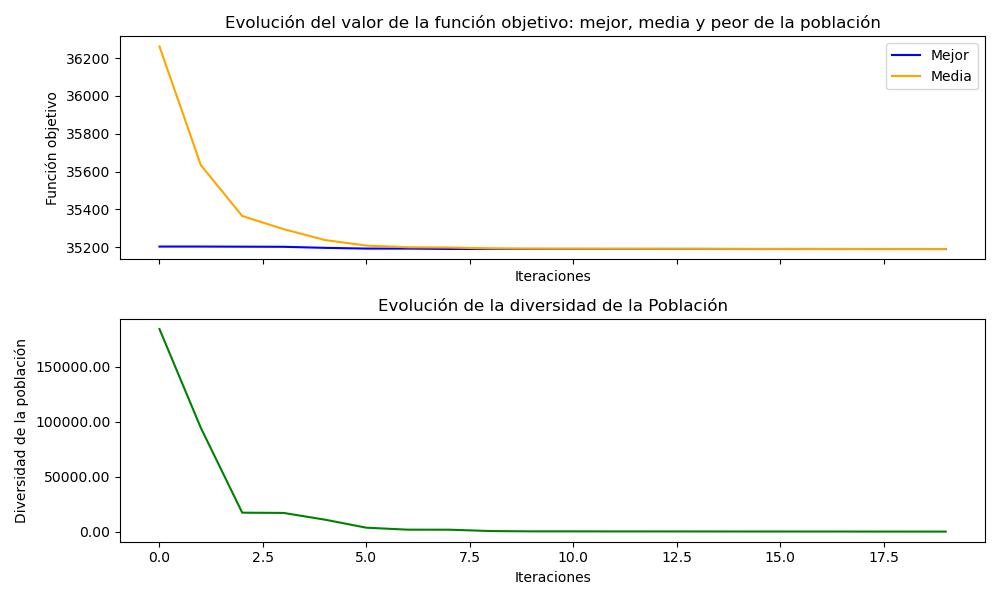 Evolución del valor de la función objetivo: mejor, media y peor de la población
Función objetivo
36200
36000
35800
35600
35400
35200
Mejor
Media
Iteraciones
Evolución de la diversidad de la Población
Diversidad de la población
150000.00
100000.00
50000.00
0.00
0.0 2.5 5.0 7.5 10.0 12.5 15.0 17.5
Iteraciones